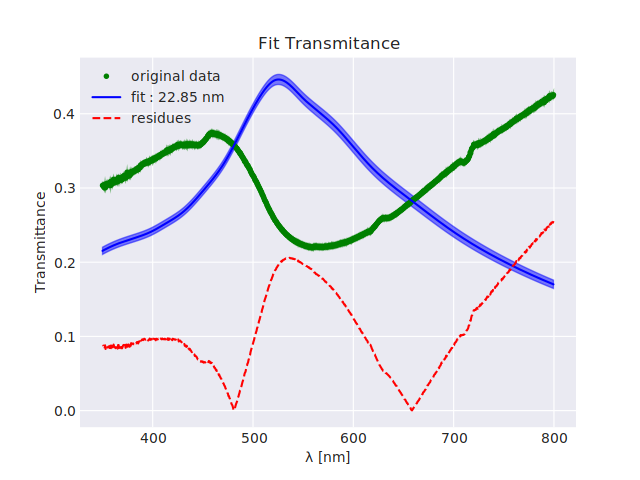 Fit Transmitance
original data
fit : 22.85 nm
residues
Transmittance
0.4
0.3
0.2
0.1
0.0
400 500 600 700 800
λ [nm]